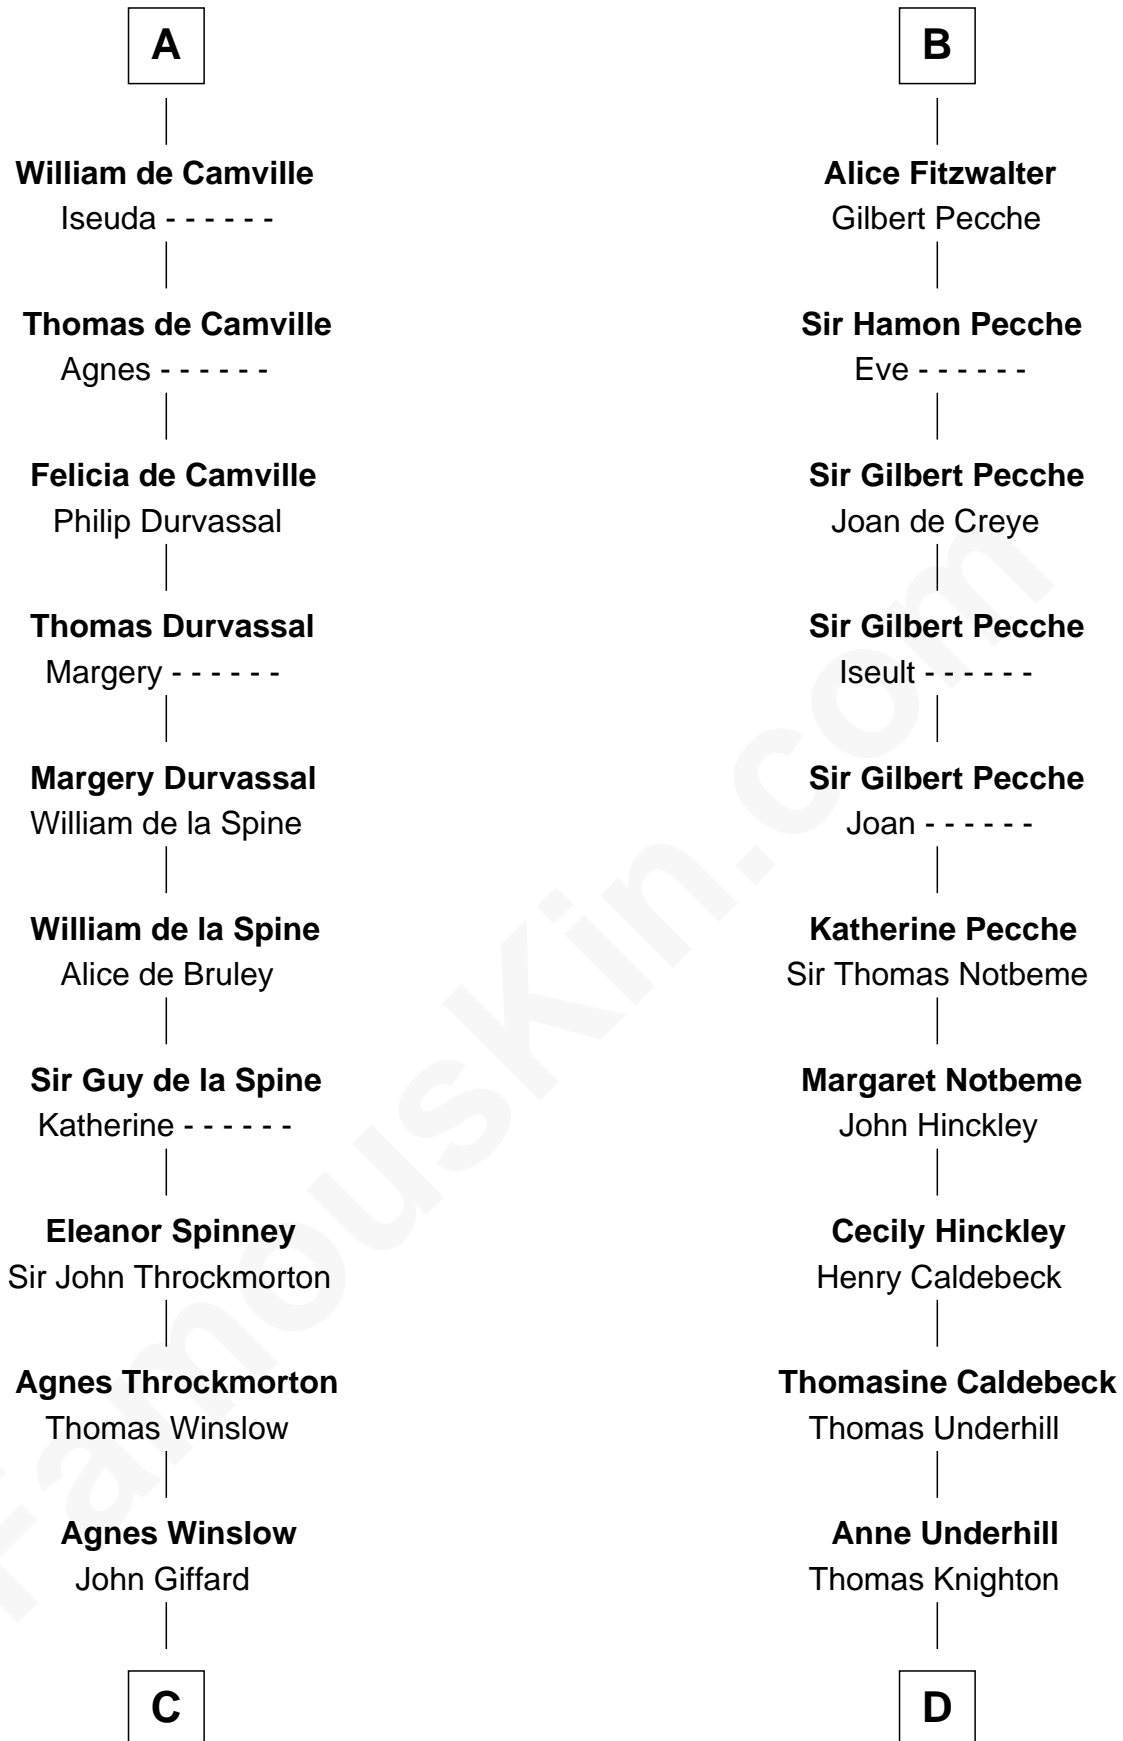 A
William de Camville
Iseuda - - - - - -
Thomas de Camville
Agnes - - - - - -
Felicia de Camville
Philip Durvassal
Thomas Durvassal
Margery - - - - - -
Margery Durvassal
William de la Spine
William de la Spine
Alice de Bruley
Sir Guy de la Spine
Katherine - - - - - -
Eleanor Spinney
Sir John Throckmorton
Agnes Throckmorton
Thomas Winslow
Agnes Winslow
John Giffard
C
B
Alice Fitzwalter
Gilbert Pecche
Sir Hamon Pecche
Eve - - - - - -
Sir Gilbert Pecche
Joan de Creye
Sir Gilbert Pecche
Iseult - - - - - -
Sir Gilbert Pecche
Joan - - - - - -
Katherine Pecche
Sir Thomas Notbeme
Margaret Notbeme
John Hinckley
Cecily Hinckley
Henry Caldebeck
Thomasine Caldebeck
Thomas Underhill
Anne Underhill
Thomas Knighton
D
FamousKin.com